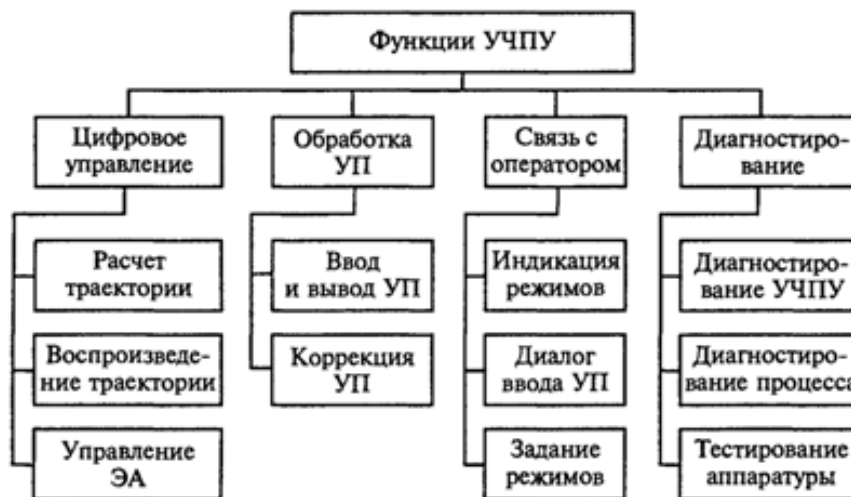 Функции УЧПУ
Цифровое
управление
Обработка
УП
Связь с
оператором
Диагностиро-
вание
Расчет
траектории
Ввод
и вывод УП
Индикация
режимов
Диагностиро-
вание УЧПУ
Воспроизведе-
ние траектории
Коррекция
УП
Диалог
ввода УП
Диагностиро-
вание процесса
Управление
ЭА
Задание
режимов
Тестирование
аппаратуры